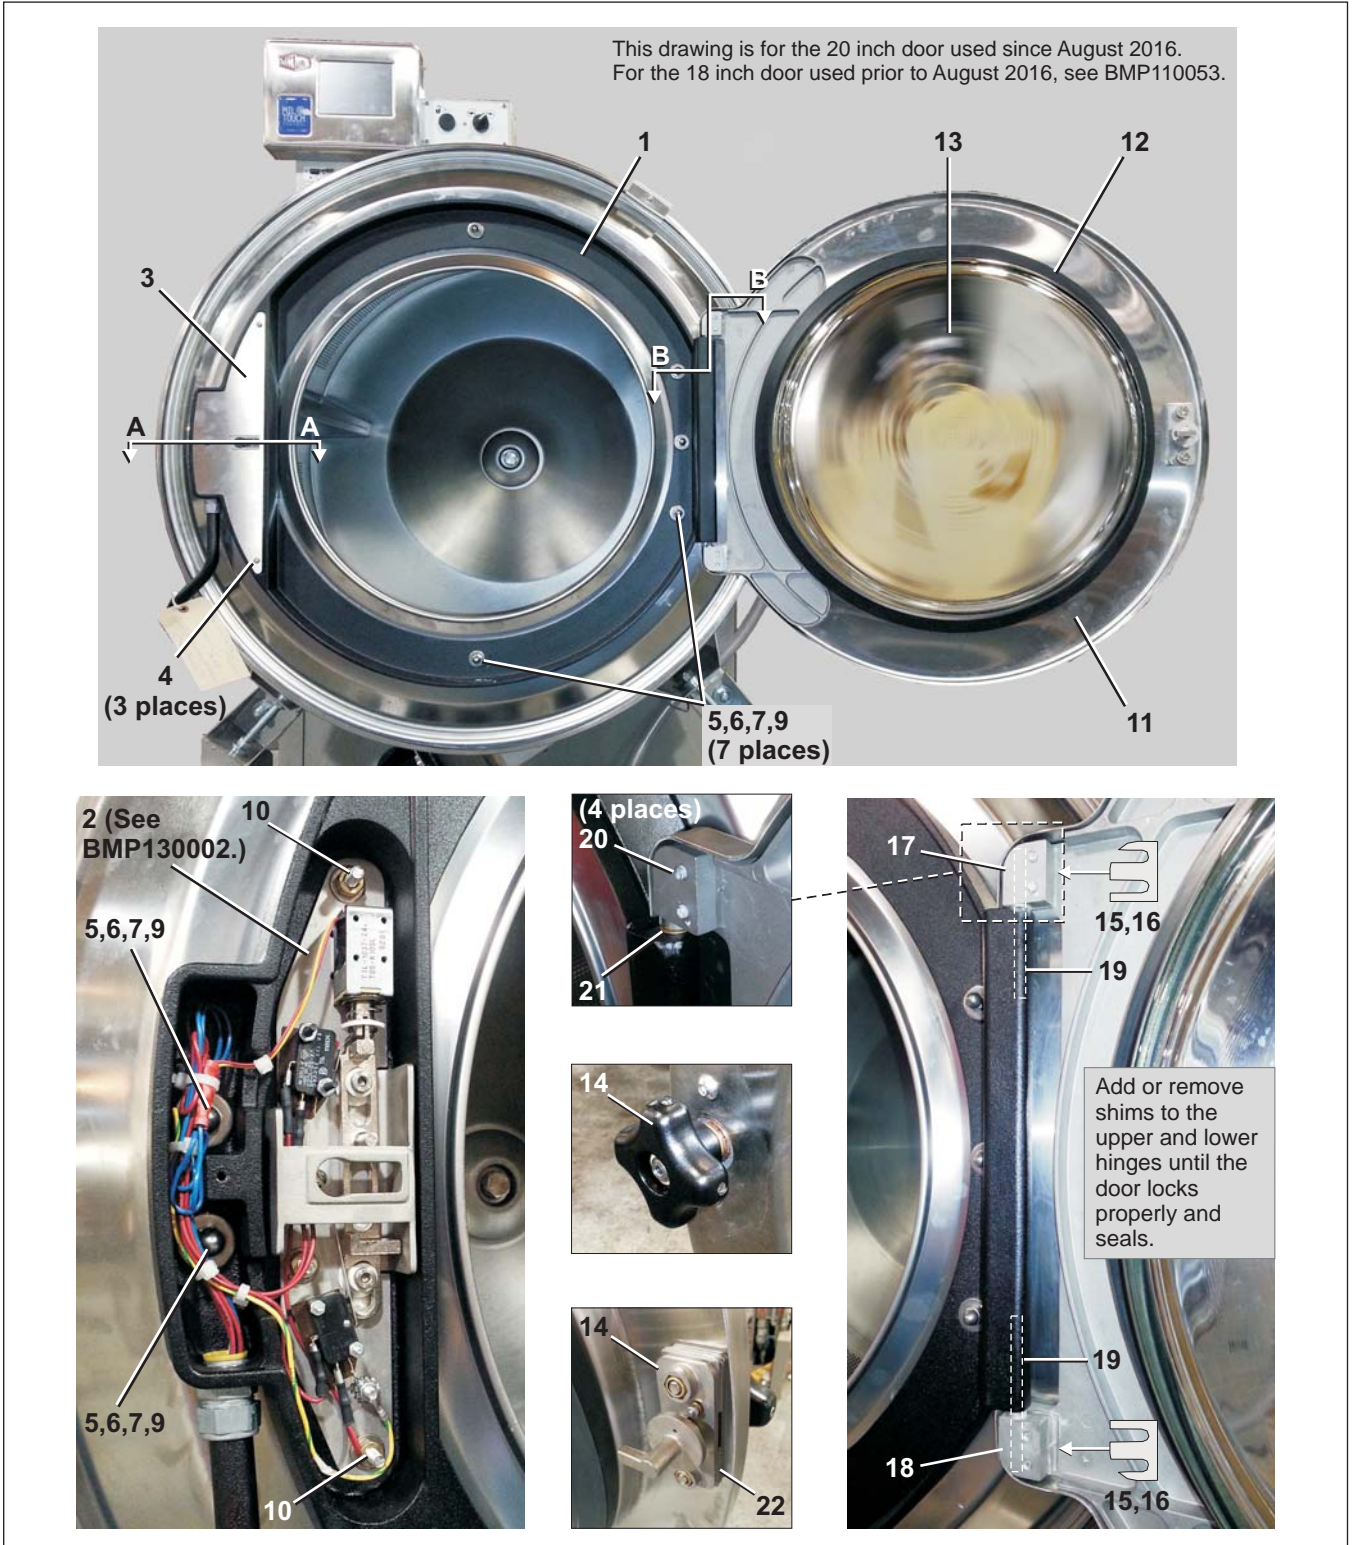 This drawing is for the 20 inch door used since August 2016.
For the 18 inch door used prior to August 2016, see BMP110053.
1
13
12
3
B
B
A
A
4
(3 places)
5,6,7,9
(7 places)
11
2 (See
BMP130002.)
10
5,6,7,9
5,6,7,9
10
(4 places)
20
21
14
14
22
17
15,16
19
Add or remove
shims to the
upper and lower
hinges until the
door locks
properly and
seals.
19
18
15,16